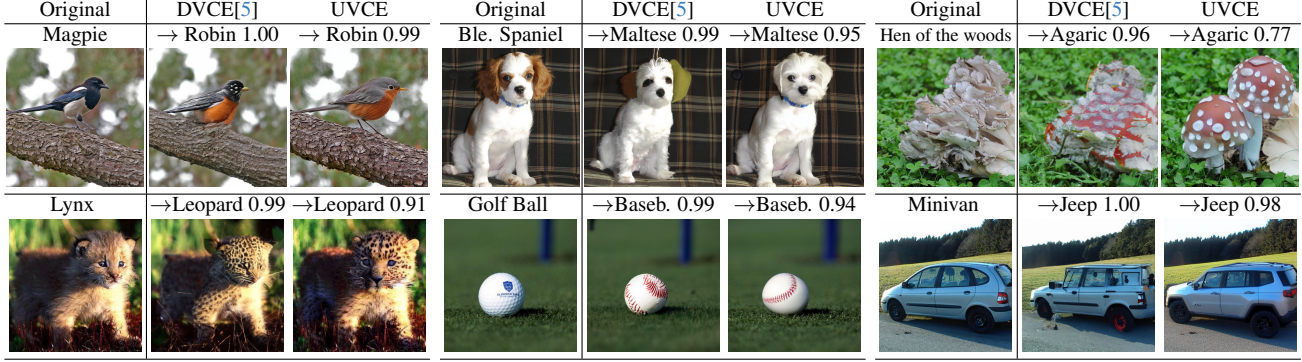 Original DVCE[5] UVCE Original DVCE[5] UVCE Original DVCE[5] UVCE
Magpie → Robin 1.00 → Robin 0.99 Ble. Spaniel →Maltese 0.99 →Maltese 0.95 Hen of the woods →Agaric 0.96 →Agaric 0.77
Lynx →Leopard 0.99 →Leopard 0.91 Golf Ball →Baseb. 0.99 →Baseb. 0.94 Minivan →Jeep 1.00 →Jeep 0.98